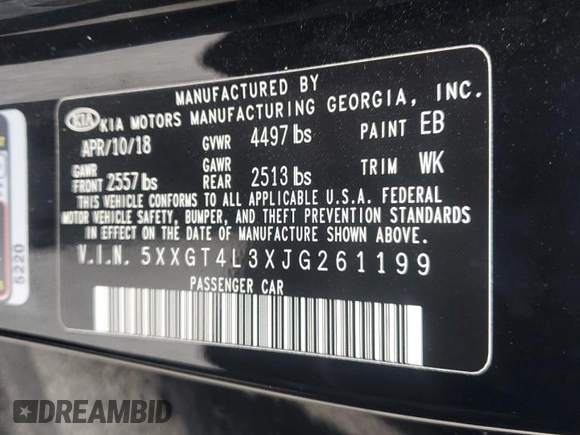 MANUFACTURED BY
KIA KIA MOTORS MANUFACTURING GEORGIA, INC.
APR/10/18 GVWR 4497 lbs PAINT EB
GAWR FRONT 2557 lbs GAWR REAR 2513 lbs TRIM WK
THIS VEHICLE CONFORMS TO ALL APPLICABLE U.S.A. FEDERAL
MOTOR VEHICLE SAFETY, BUMPER, AND THEFT PREVENTION STANDARDS
IN EFFECT ON THE DATE OF MANUFACTURE SHOWN ABOVE.
V.I.N. 5XXGT4L3XJG261199
PASSENGER CAR
5220
DREAMBID